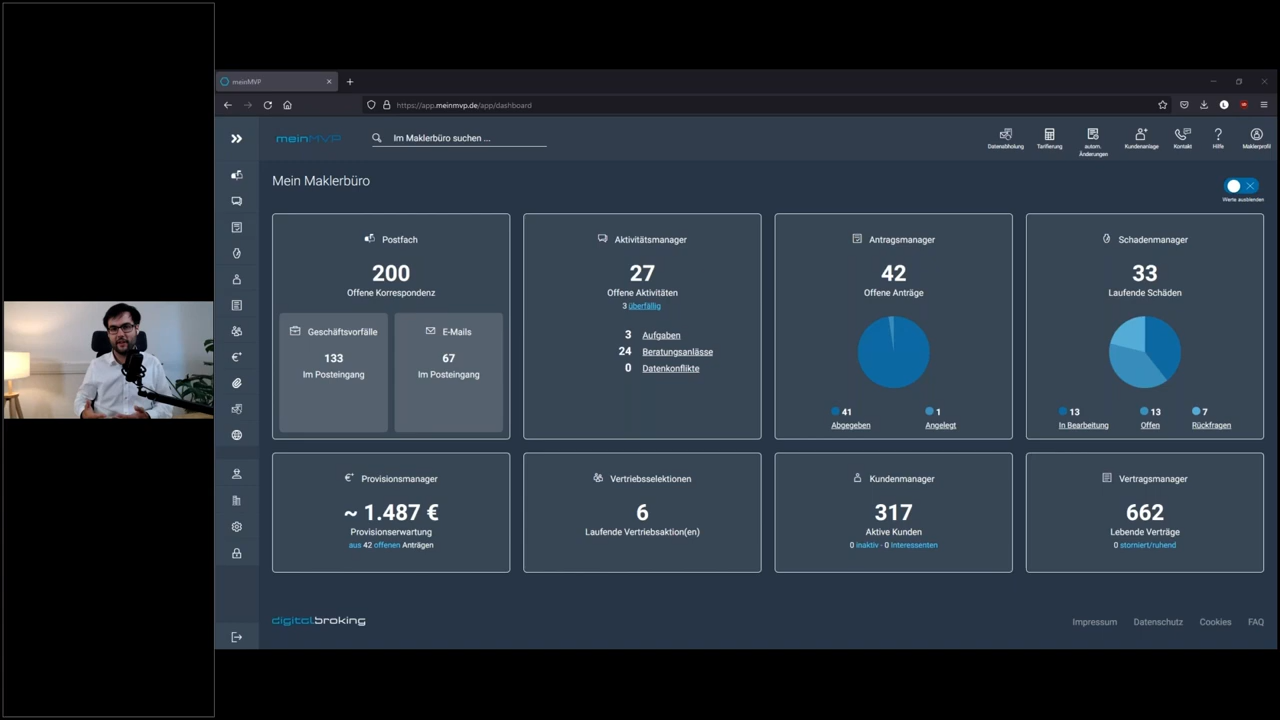 meinMVP
https://app.meinmvp.de/app/dashboard
meinMVP
Im Maklerbüro suchen ...
Datenabholung
Tarifierung
autom. Änderungen
Kundenanlage
Kontakt
Hilfe
Maklerprofil
Mein Maklerbüro
Werte ausblenden
Postfach
200
Offene Korrespondenz
Geschäftsvorfälle
133
Im Posteingang
E-Mails
67
Im Posteingang
Aktivitätsmanager
27
Offene Aktivitäten
3 überfällig
3 Aufgaben
24 Beratungsanlässe
0 Datenkonflikte
Antragsmanager
42
Offene Anträge
41
Abgegeben
1
Angelegt
Schadenmanager
33
Laufende Schäden
13
In Bearbeitung
13
Offen
7
Rückfragen
Provisionsmanager
~ 1.487 €
Provisionserwartung
aus 42 offenen Anträgen
Vertriebsselektionen
6
Laufende Vertriebsaktion(en)
Kundenmanager
317
Aktive Kunden
0 inaktiv - 0 Interessenten
Vertragsmanager
662
Lebende Verträge
0 storniert/ruhend
digitalbroking
Impressum
Datenschutz
Cookies
FAQ